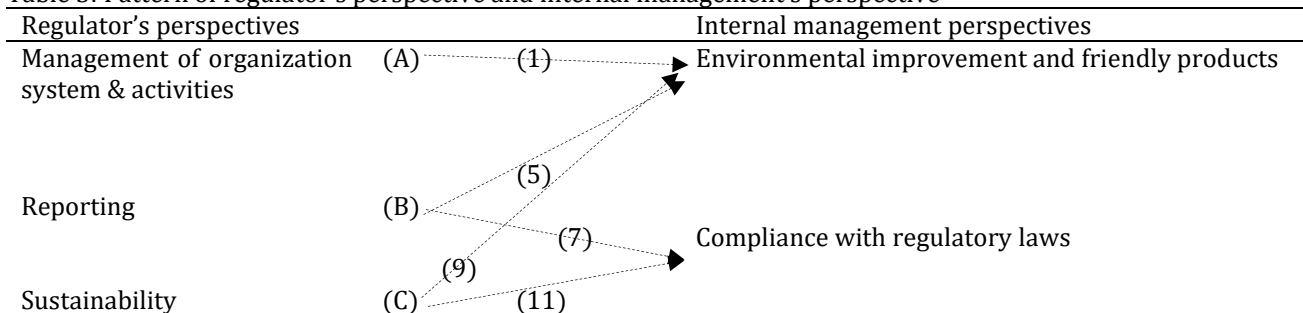 Table 3: Pattern of regulator's perspective and internal management's perspective
Regulator's perspectives Internal management perspectives
Management of organization (A) (1) Environmental improvement and friendly products
system & activities
(5)
Reporting (B)
(7) Compliance with regulatory laws
(9)
Sustainability (C) (11)